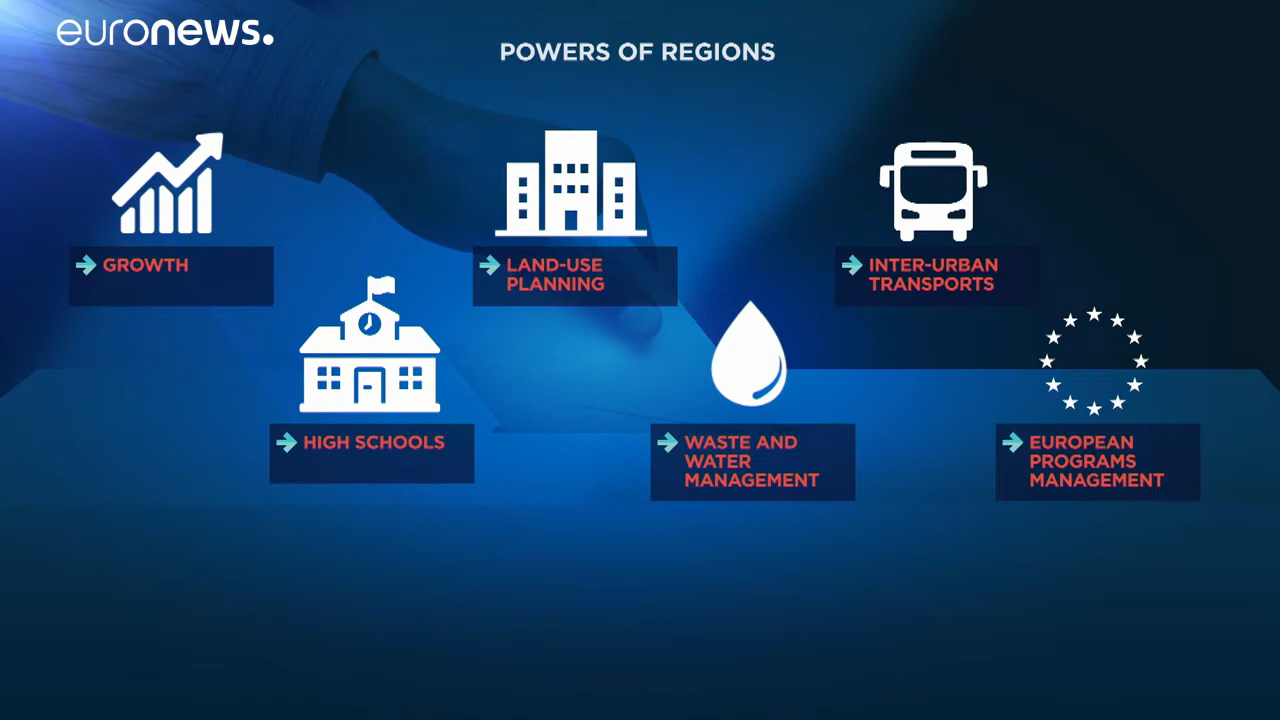 euronews.
POWERS OF REGIONS
GROWTH
LAND-USE
PLANNING
INTER-URBAN
TRANSPORTS
HIGH SCHOOLS
WASTE AND
WATER
MANAGEMENT
EUROPEAN
PROGRAMS
MANAGEMENT